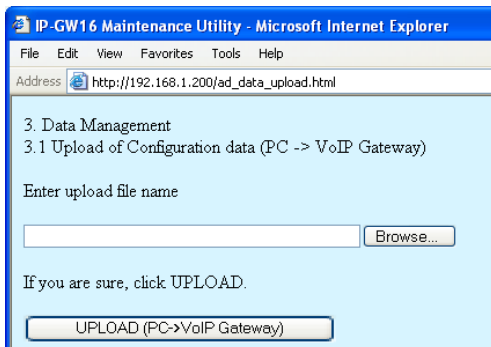 IP-GW16 Maintenance Utility - Microsoft Internet Explorer
File Edit View Favorites Tools Help
Address http://192.168.1.200/ad_data_upload.html
3. Data Management
3.1 Upload of Configuration data (PC -> VoIP Gateway)
Enter upload file name
Browse...
If you are sure, click UPLOAD.
UPLOAD (PC->VoIP Gateway)